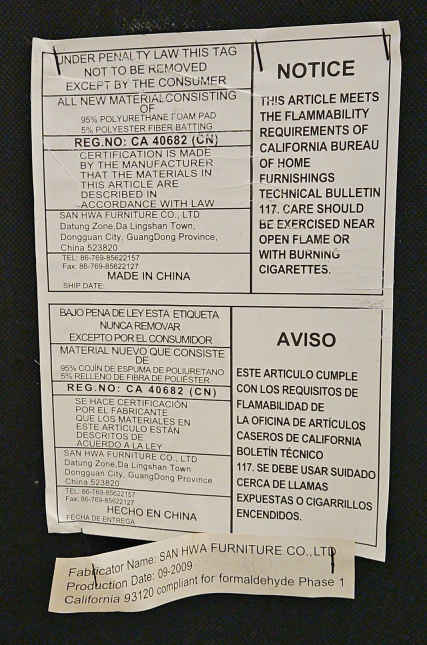 UNDER PENALTY LAW THIS TAG
NOT TO BE REMOVED
EXCEPT BY THE CONSUMER
ALL NEW MATERIAL CONSISTING
OF
95% POLYURETHANE FOAM PAD
5% POLYESTER FIBER BATTING
REG.NO: CA 40682 (CN)
CERTIFICATION IS MADE
BY THE MANUFACTURER
THAT THE MATERIALS IN
THIS ARTICLE ARE
DESCRIBED IN
ACCORDANCE WITH LAW
SAN HWA FURNITURE CO., LTD
Datung Zone,Da Lingshan Town,
Dongguan City, GuangDong Province,
China 523820
TEL: 86-769-85622157
Fax: 86-769-85622127
MADE IN CHINA
SHIP DATE:
NOTICE
THIS ARTICLE MEETS
THE FLAMMABILITY
REQUIREMENTS OF
CALIFORNIA BUREAU
OF HOME
FURNISHINGS
TECHNICAL BULLETIN
117. CARE SHOULD
BE EXERCISED NEAR
OPEN FLAME OR
WITH BURNING
CIGARETTES.
BAJO PENA DE LEY ESTA ETIQUETA
NUNCA REMOVAR
EXCEPTO POR EL CONSUMIDOR
MATERIAL NUEVO QUE CONSISTE
DE
95% COJÍN DE ESPUMA DE POLIURETANO
5% RELLENO DE FIBRA DE POLIÉSTER
REG.NO: CA 40682 (CN)
SE HACE CERTIFICACIÓN
POR EL FABRICANTE
QUE LOS MATERIALES EN
ESTE ARTICULO ESTÁN
DESCRITOS DE
ACUERDO A LA LEY
SAN HWA FURNITURE CO., LTD
Datung Zone,Da Lingshan Town
Dongguan City, GuangDong Province
China 523820
TEL: 86-769-85622157
Fax: 86-769-85622127
HECHO EN CHINA
FECHA DE ENTREGA
AVISO
ESTE ARTICULO CUMPLE
CON LOS REQUISITOS DE
FLAMABILIDAD DE
LA OFICINA DE ARTÍCULOS
CASEROS DE CALIFORNIA
BOLETÍN TÉCNICO
117. SE DEBE USAR SUIDADO
CERCA DE LLAMAS
EXPUESTAS O CIGARRILLOS
ENCENDIDOS.
Fabricator Name: SAN HWA FURNITURE CO.,LTD
Production Date: 09-2009
California 93120 compliant for formaldehyde Phase 1